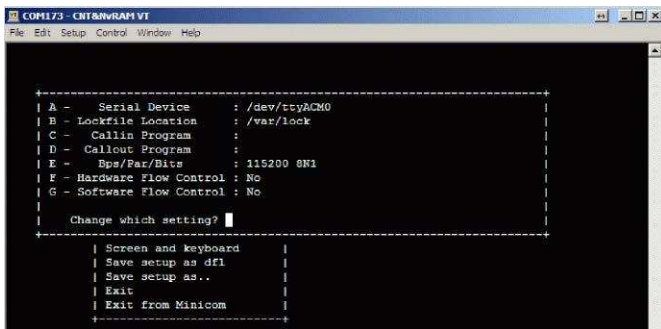 COM173 - CNT&NvRAM VT
File Edit Setup Control Window Help
A - Serial Device : /dev/ttyACM0
B - Lockfile Location : /var/lock
C - Callin Program :
D - Callout Program :
E - Bps/Par/Bits : 115200 8N1
F - Hardware Flow Control : No
G - Software Flow Control : No
Change which setting?
Screen and keyboard
Save setup as dfl
Save setup as..
Exit
Exit from Minicom